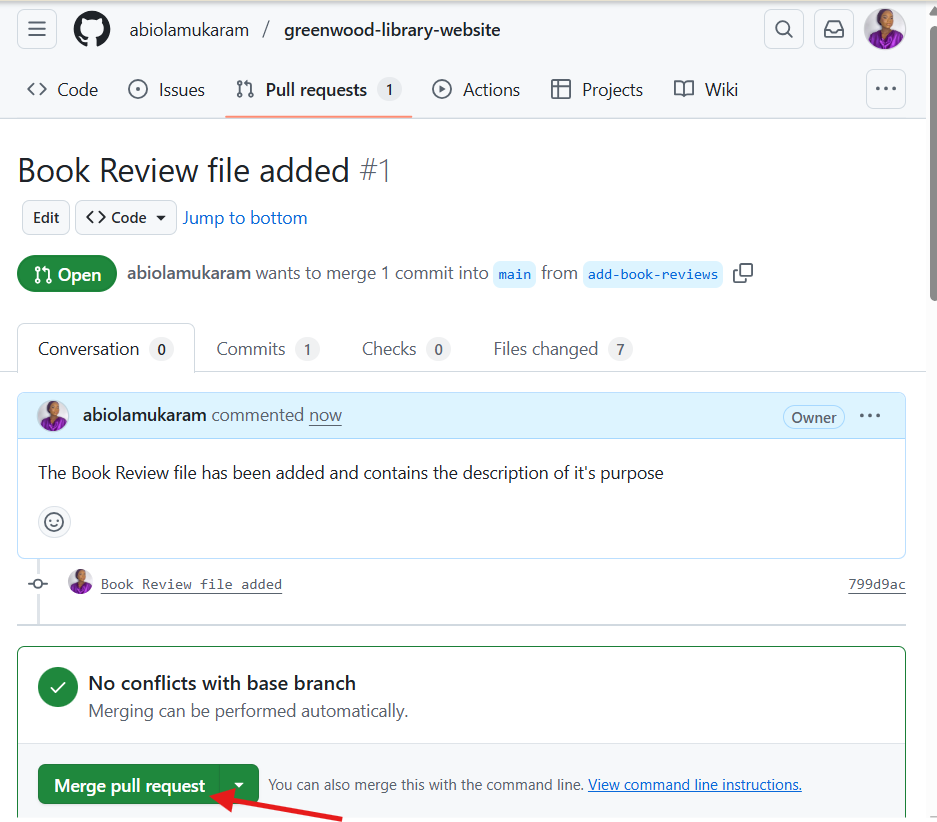 abiolamukaram / greenwood-library-website
Code Issues Pull requests 1 Actions Projects Wiki
Book Review file added #1
Edit Code Jump to bottom
Open abiolamukaram wants to merge 1 commit into main from add-book-reviews
Conversation 0 Commits 1 Checks 0 Files changed 7
abiolamukaram commented now Owner
The Book Review file has been added and contains the description of it's purpose
Book Review file added 799d9ac
No conflicts with base branch
Merging can be performed automatically.
Merge pull request You can also merge this with the command line. View command line instructions.